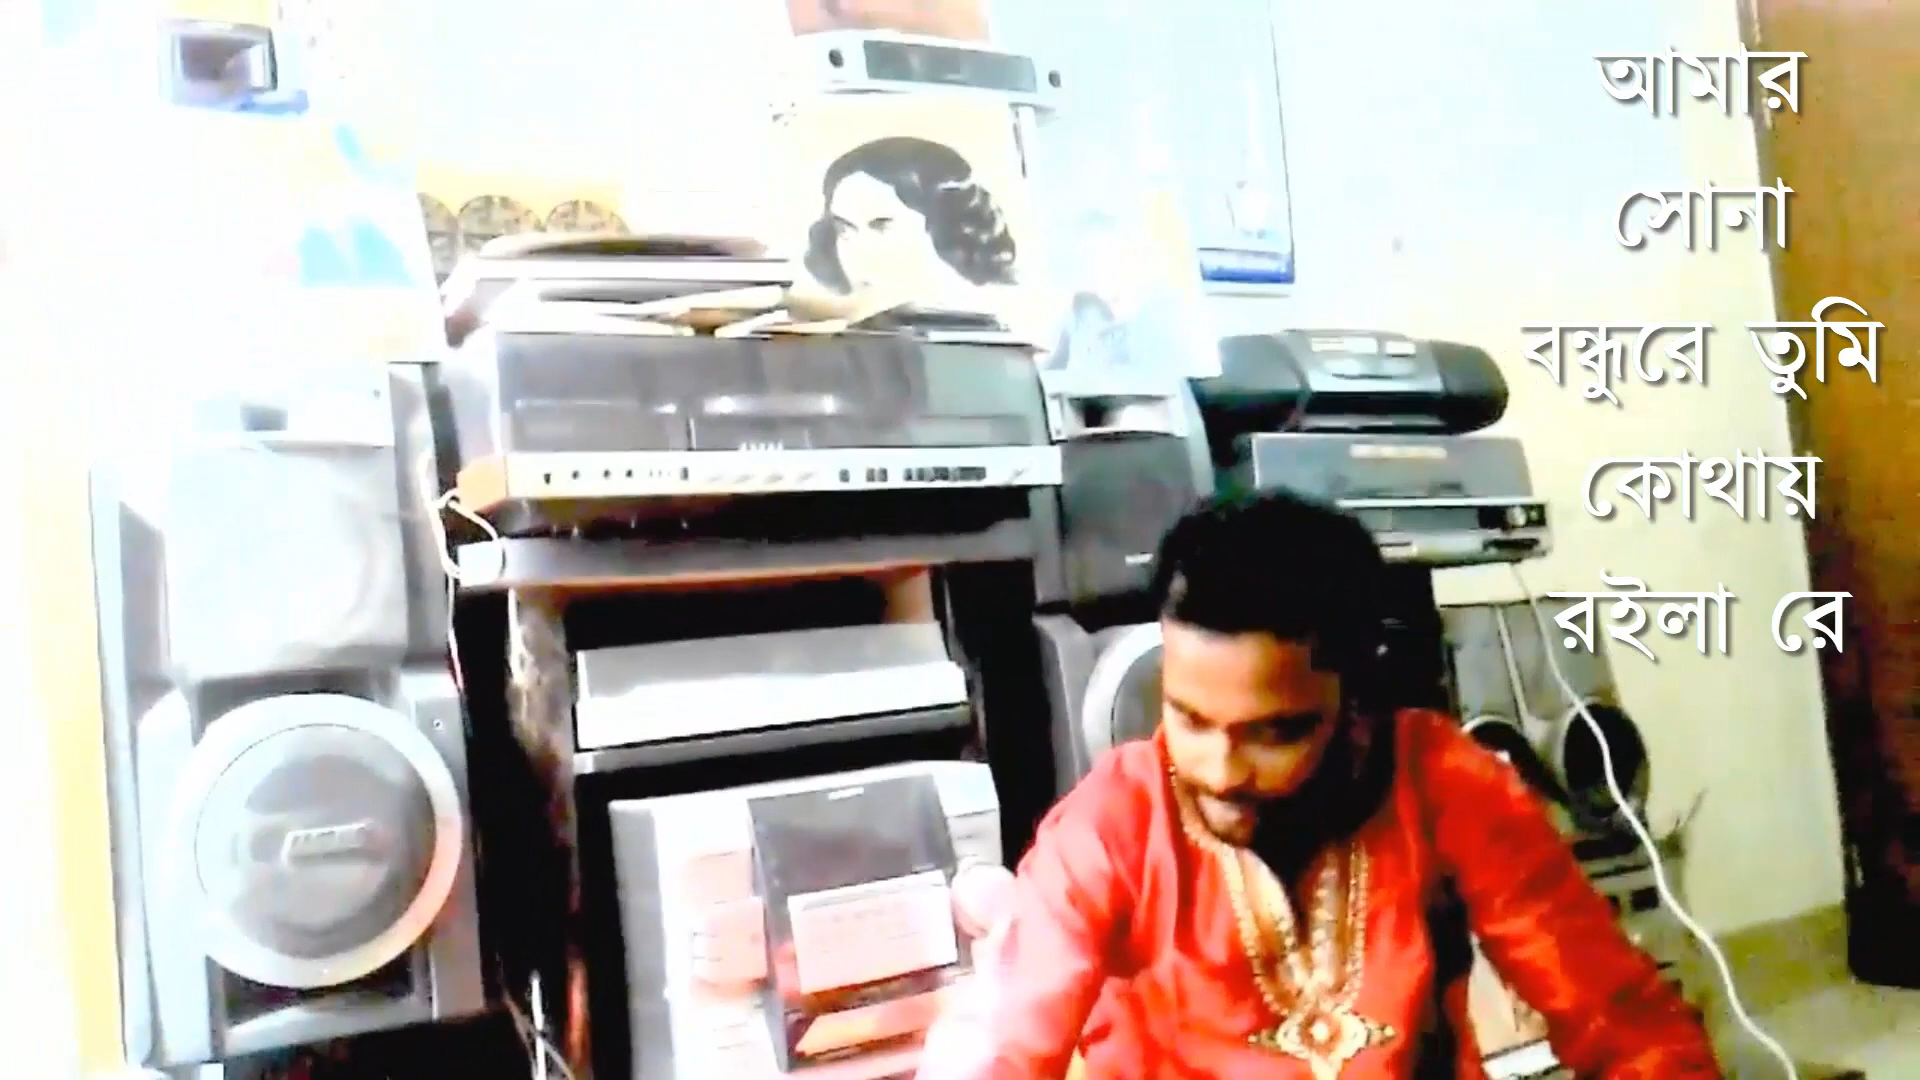 আমার
সোনা
বন্ধুরে তুমি
কোথায়
রইলা রে